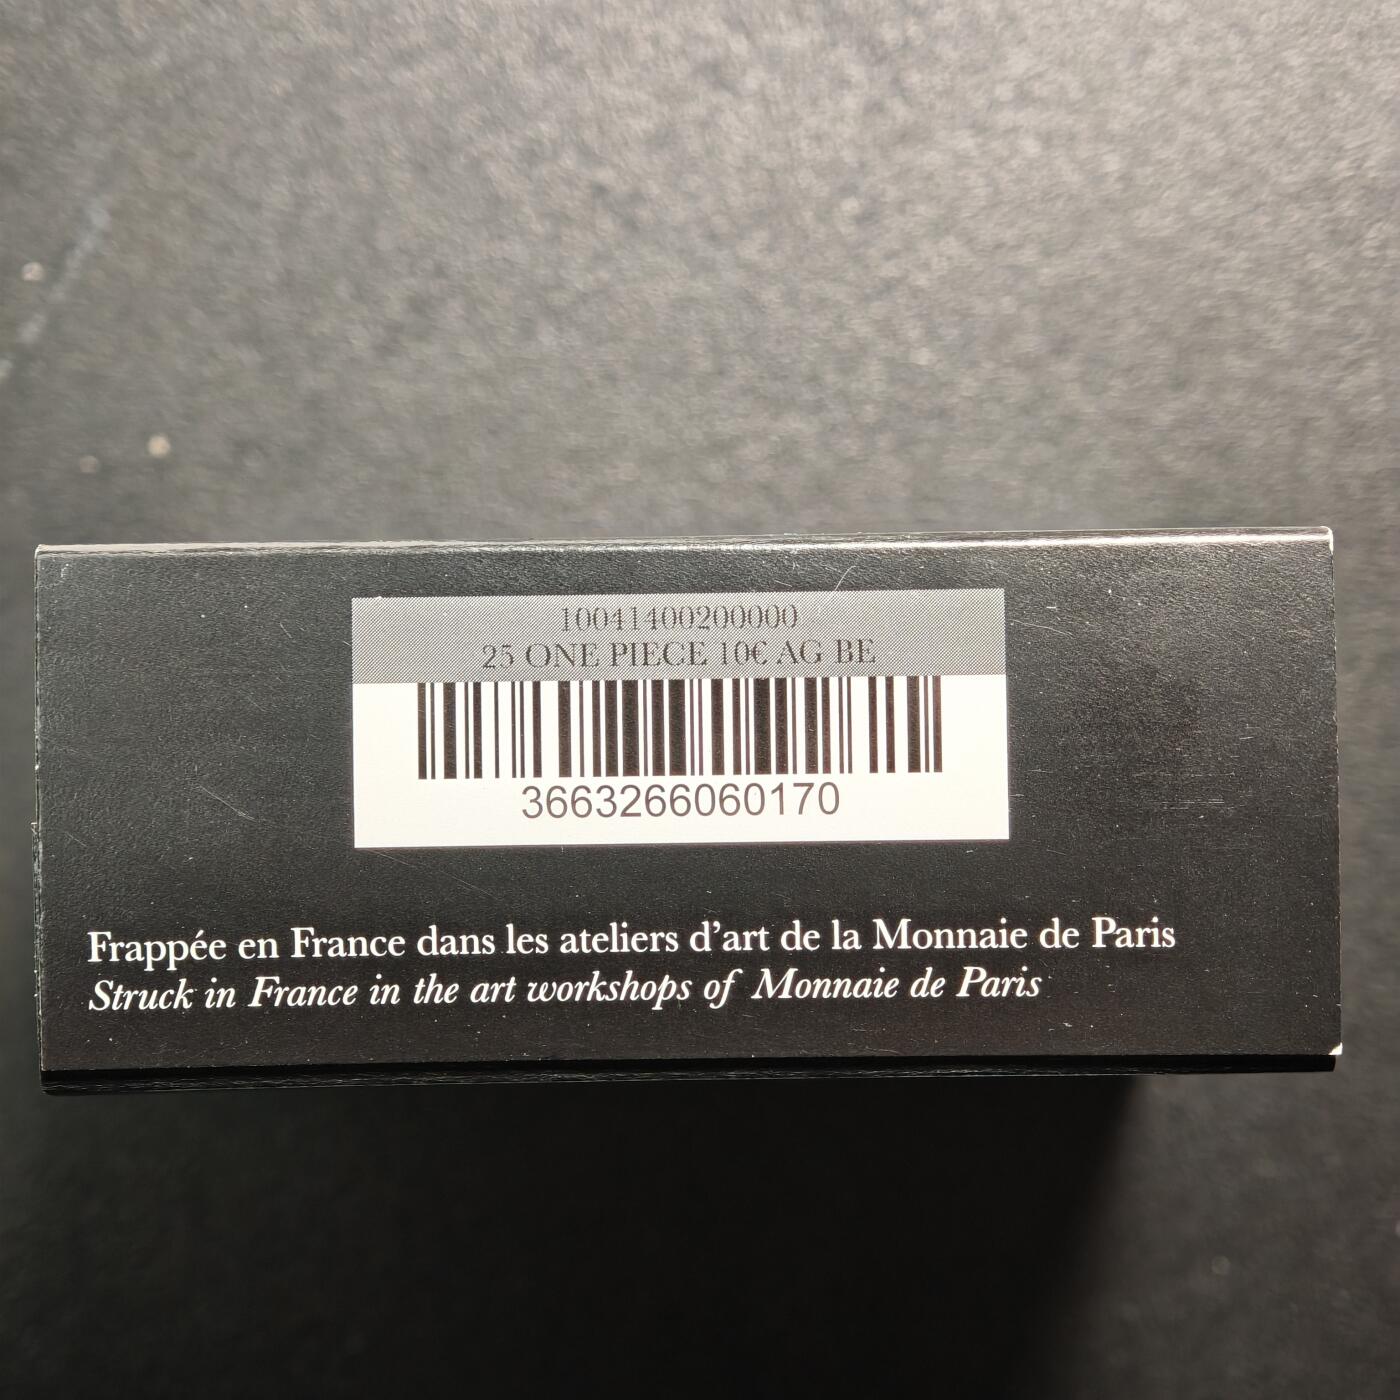 10041400200000
25 ONE PIECE 10€ AG BE
3663266060170
Frappée en France dans les ateliers d'art de la Monnaie de Paris
Struck in France in the art workshops of Monnaie de Paris